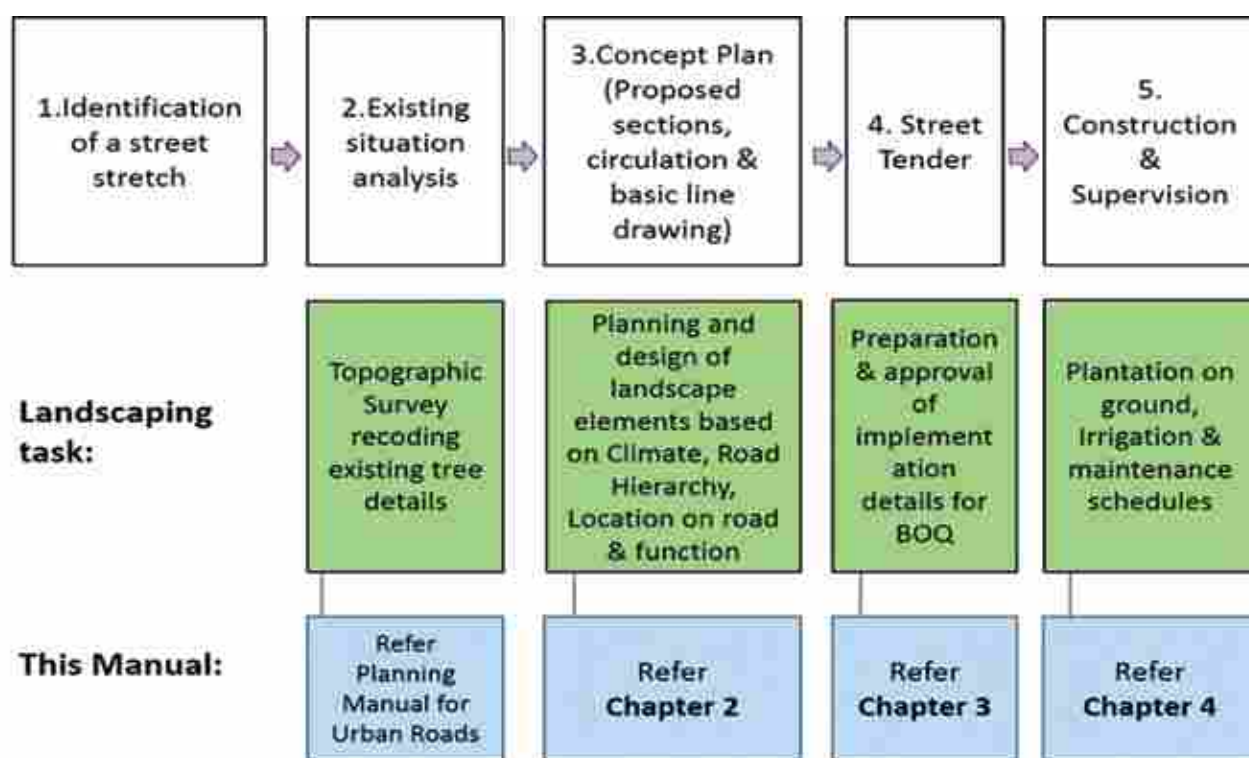 1.Identification
of a street
stretch
2.Existing
situation
analysis
3.Concept Plan
(Proposed
sections,
circulation &
basic line
drawing)
4. Street
Tender
5.
Construction
&
Supervision
Landscaping
task:
Topographic
Survey
recoding
existing tree
details
Planning and
design of
landscape
elements based
on Climate, Road
Hierarchy,
Location on road
& function
Preparation
& approval
of
implement
ation
details for
BOQ
Plantation on
ground,
Irrigation &
maintenance
schedules
This Manual:
Refer
Planning
Manual for
Urban Roads
Refer
Chapter 2
Refer
Chapter 3
Refer
Chapter 4